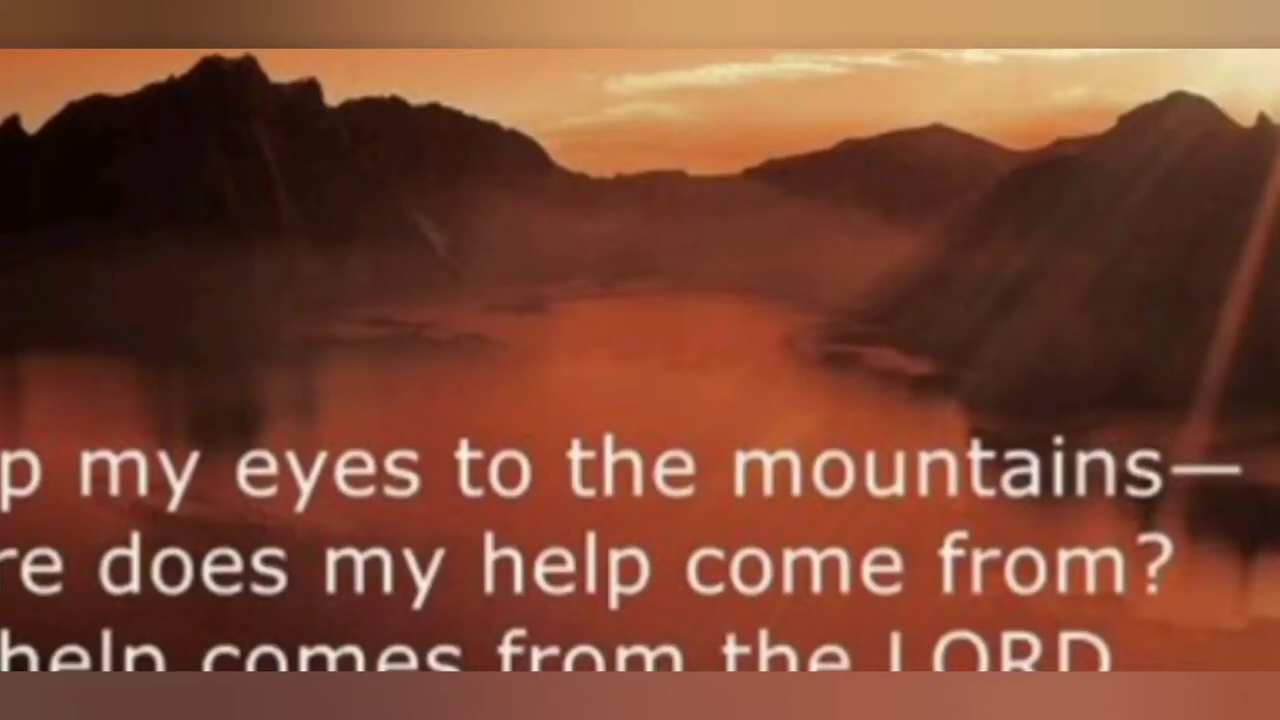 p my eyes to the mountains—
re does my help come from?
help comes from the LORD